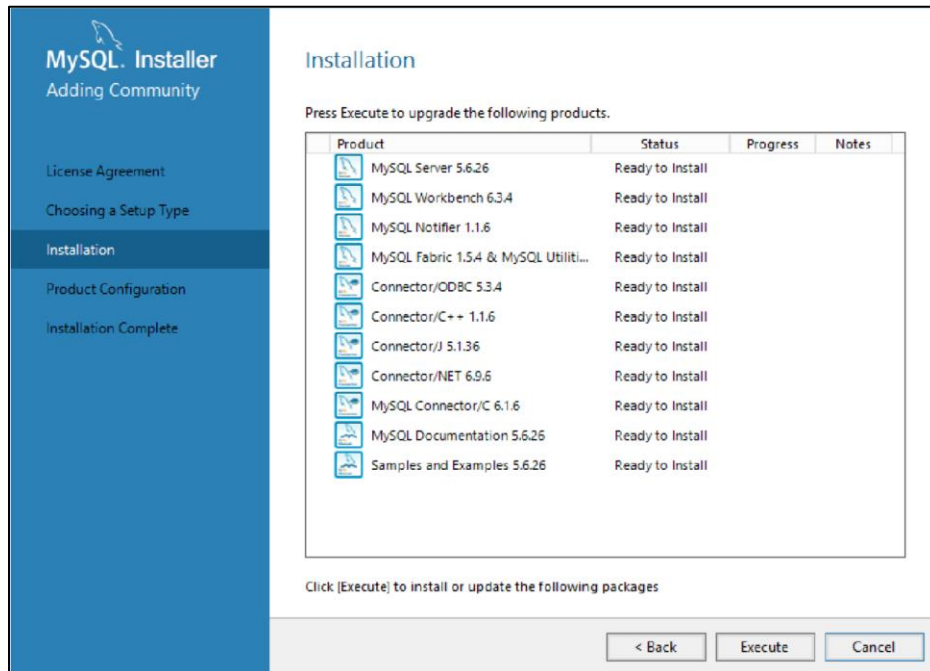 MySQL. Installer
Adding Community
License Agreement
Choosing a Setup Type
Installation
Product Configuration
Installation Complete
Installation
Press Execute to upgrade the following products.
Product Status Progress Notes
MySQL Server 5.6.26 Ready to Install
MySQL Workbench 6.3.4 Ready to Install
MySQL Notifier 1.1.6 Ready to Install
MySQL Fabric 1.5.4 & MySQL Utiliti... Ready to Install
Connector/ODBC 5.3.4 Ready to Install
Connector/C++ 1.1.6 Ready to Install
Connector/J 5.1.36 Ready to Install
Connector/NET 6.9.6 Ready to Install
MySQL Connector/C 6.1.6 Ready to Install
MySQL Documentation 5.6.26 Ready to Install
Samples and Examples 5.6.26 Ready to Install
Click [Execute] to install or update the following packages
< Back Execute Cancel